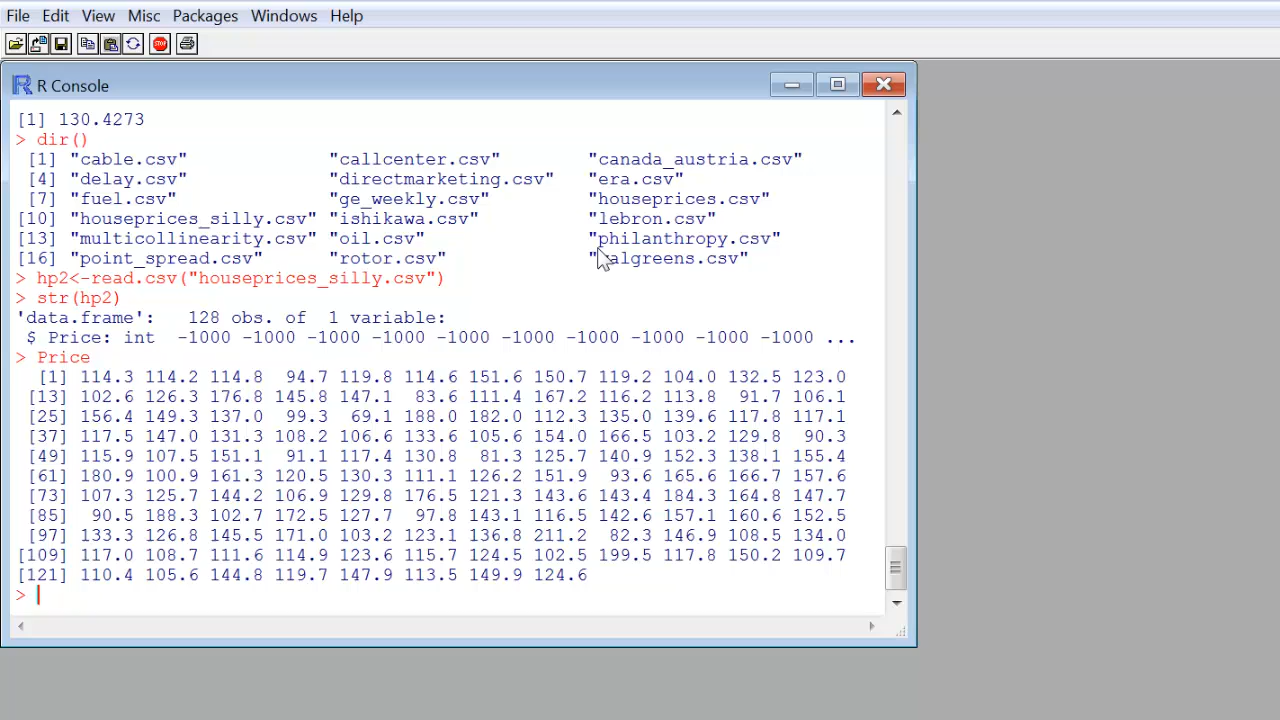 File Edit View Misc Packages Windows Help
STOP
R R Console
[1] 130.4273
> dir()
[1] "cable.csv" "callcenter.csv" "canada_austria.csv"
[4] "delay.csv" "directmarketing.csv" "era.csv"
[7] "fuel.csv" "ge_weekly.csv" "houseprices.csv"
[10] "houseprices_silly.csv" "ishikawa.csv" "lebron.csv"
[13] "multicollinearity.csv" "oil.csv" "philanthropy.csv"
[16] "point_spread.csv" "rotor.csv" "walgreens.csv"
> hp2<-read.csv("houseprices_silly.csv")
> str(hp2)
'data.frame': 128 obs. of 1 variable:
$ Price: int -1000 -1000 -1000 -1000 -1000 -1000 -1000 -1000 -1000 -1000 ...
> Price
[1] 114.3 114.2 114.8 94.7 119.8 114.6 151.6 150.7 119.2 104.0 132.5 123.0
[13] 102.6 126.3 176.8 145.8 147.1 83.6 111.4 167.2 116.2 113.8 91.7 106.1
[25] 156.4 149.3 137.0 99.3 69.1 188.0 182.0 112.3 135.0 139.6 117.8 117.1
[37] 117.5 147.0 131.3 108.2 106.6 133.6 105.6 154.0 166.5 103.2 129.8 90.3
[49] 115.9 107.5 151.1 91.1 117.4 130.8 81.3 125.7 140.9 152.3 138.1 155.4
[61] 180.9 100.9 161.3 120.5 130.3 111.1 126.2 151.9 93.6 165.6 166.7 157.6
[73] 107.3 125.7 144.2 106.9 129.8 176.5 121.3 143.6 143.4 184.3 164.8 147.7
[85] 90.5 188.3 102.7 172.5 127.7 97.8 143.1 116.5 142.6 157.1 160.6 152.5
[97] 133.3 126.8 145.5 171.0 103.2 123.1 136.8 211.2 82.3 146.9 108.5 134.0
[109] 117.0 108.7 111.6 114.9 123.6 115.7 124.5 102.5 199.5 117.8 150.2 109.7
[121] 110.4 105.6 144.8 119.7 147.9 113.5 149.9 124.6
>